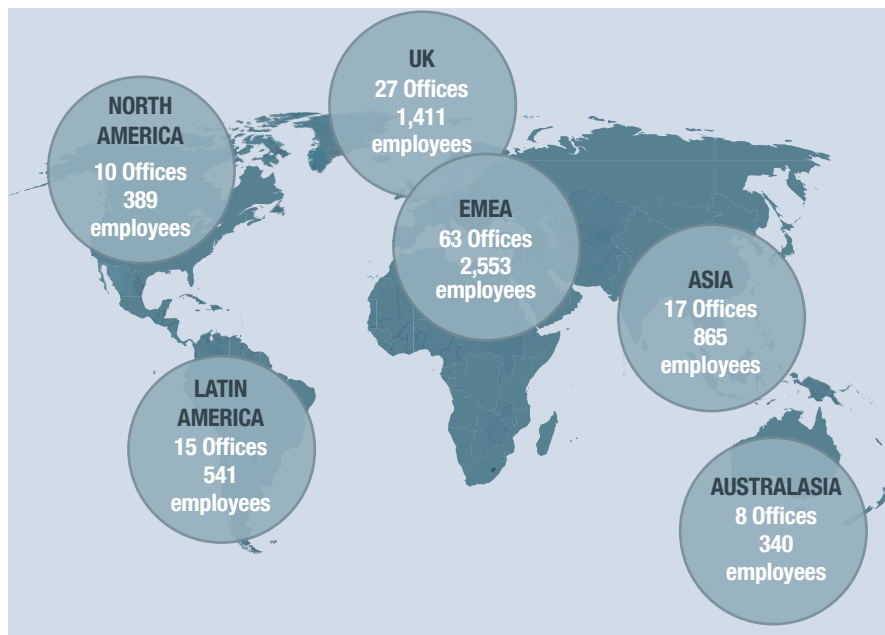 UK
27 Offices
1,411
employees
NORTH
AMERICA
10 Offices
389
employees
EMEA
63 Offices
2,553
employees
ASIA
17 Offices
865
employees
LATIN
AMERICA
15 Offices
541
employees
AUSTRALASIA
8 Offices
340
employees